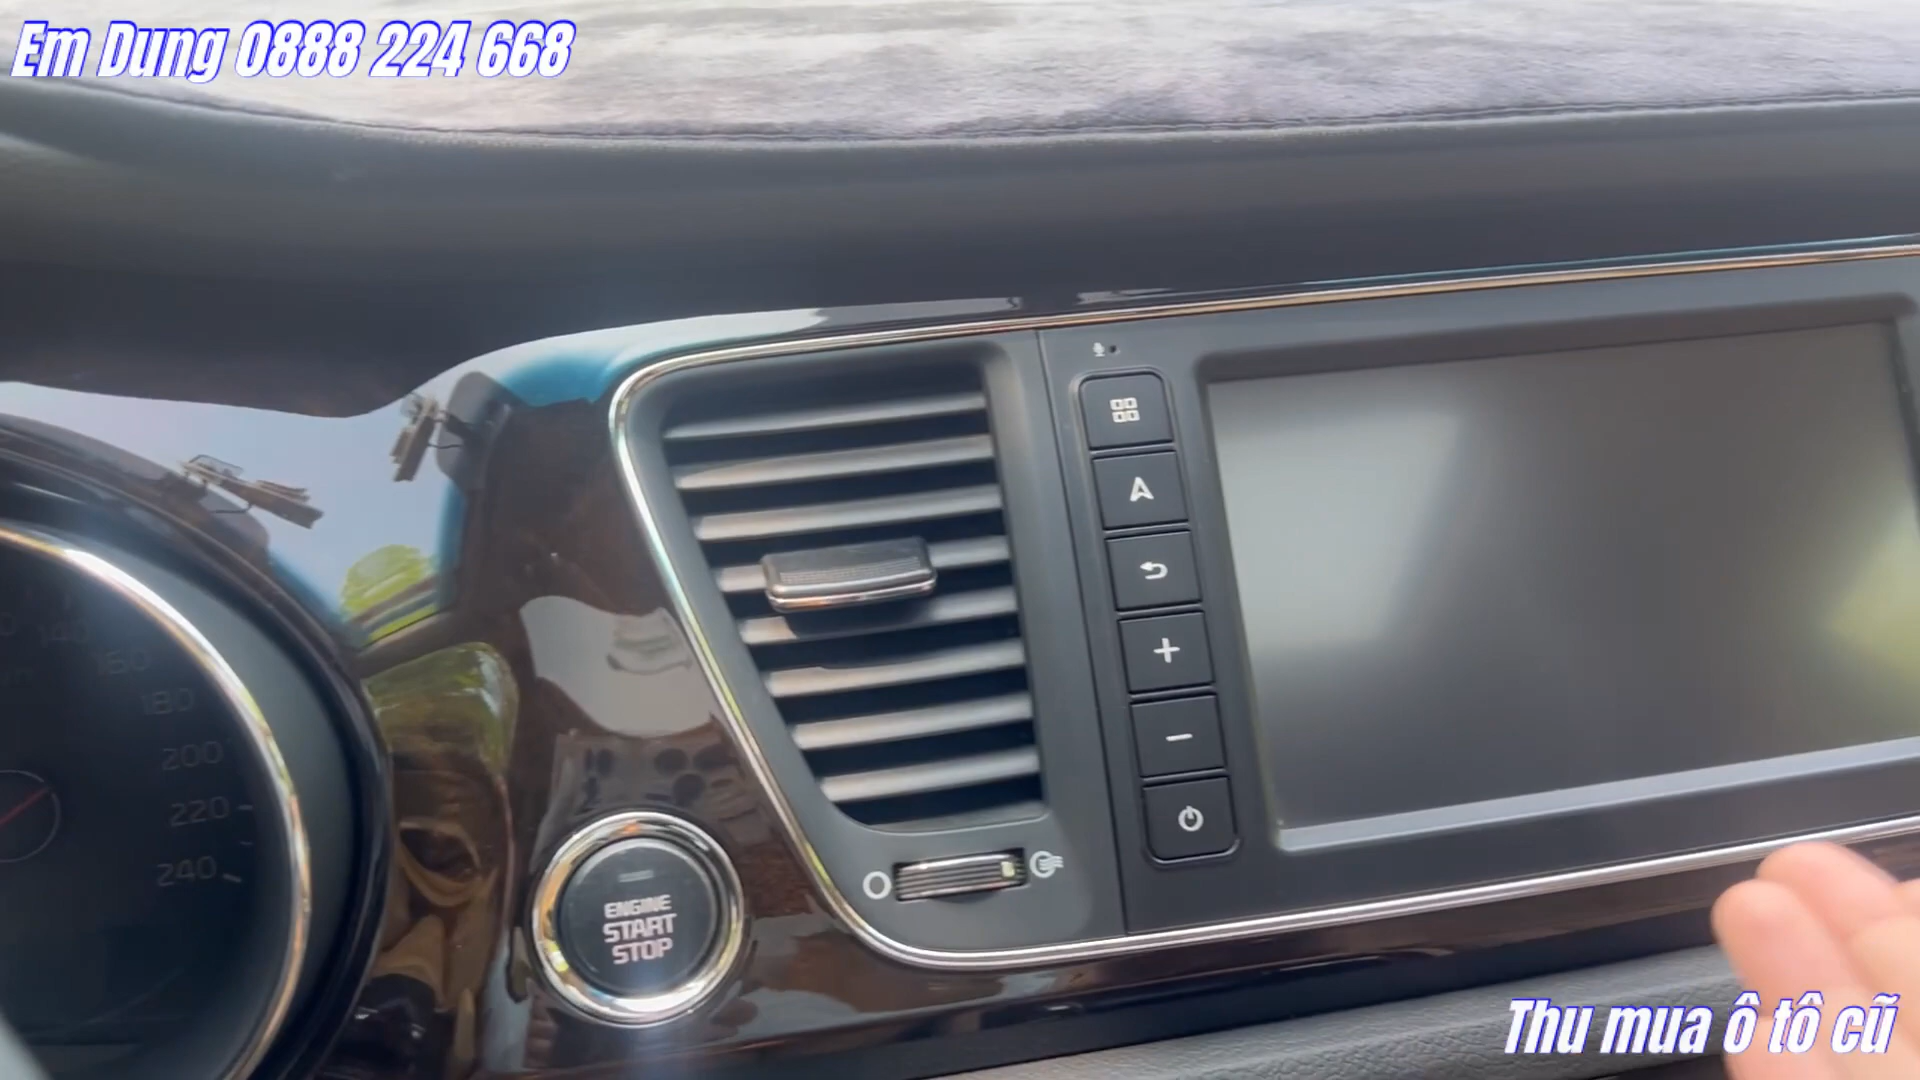 Em Dung 0888 224 668
A
140
160
180
200
220
240
ENGINE
START
STOP
Thu mua ô tô cũ